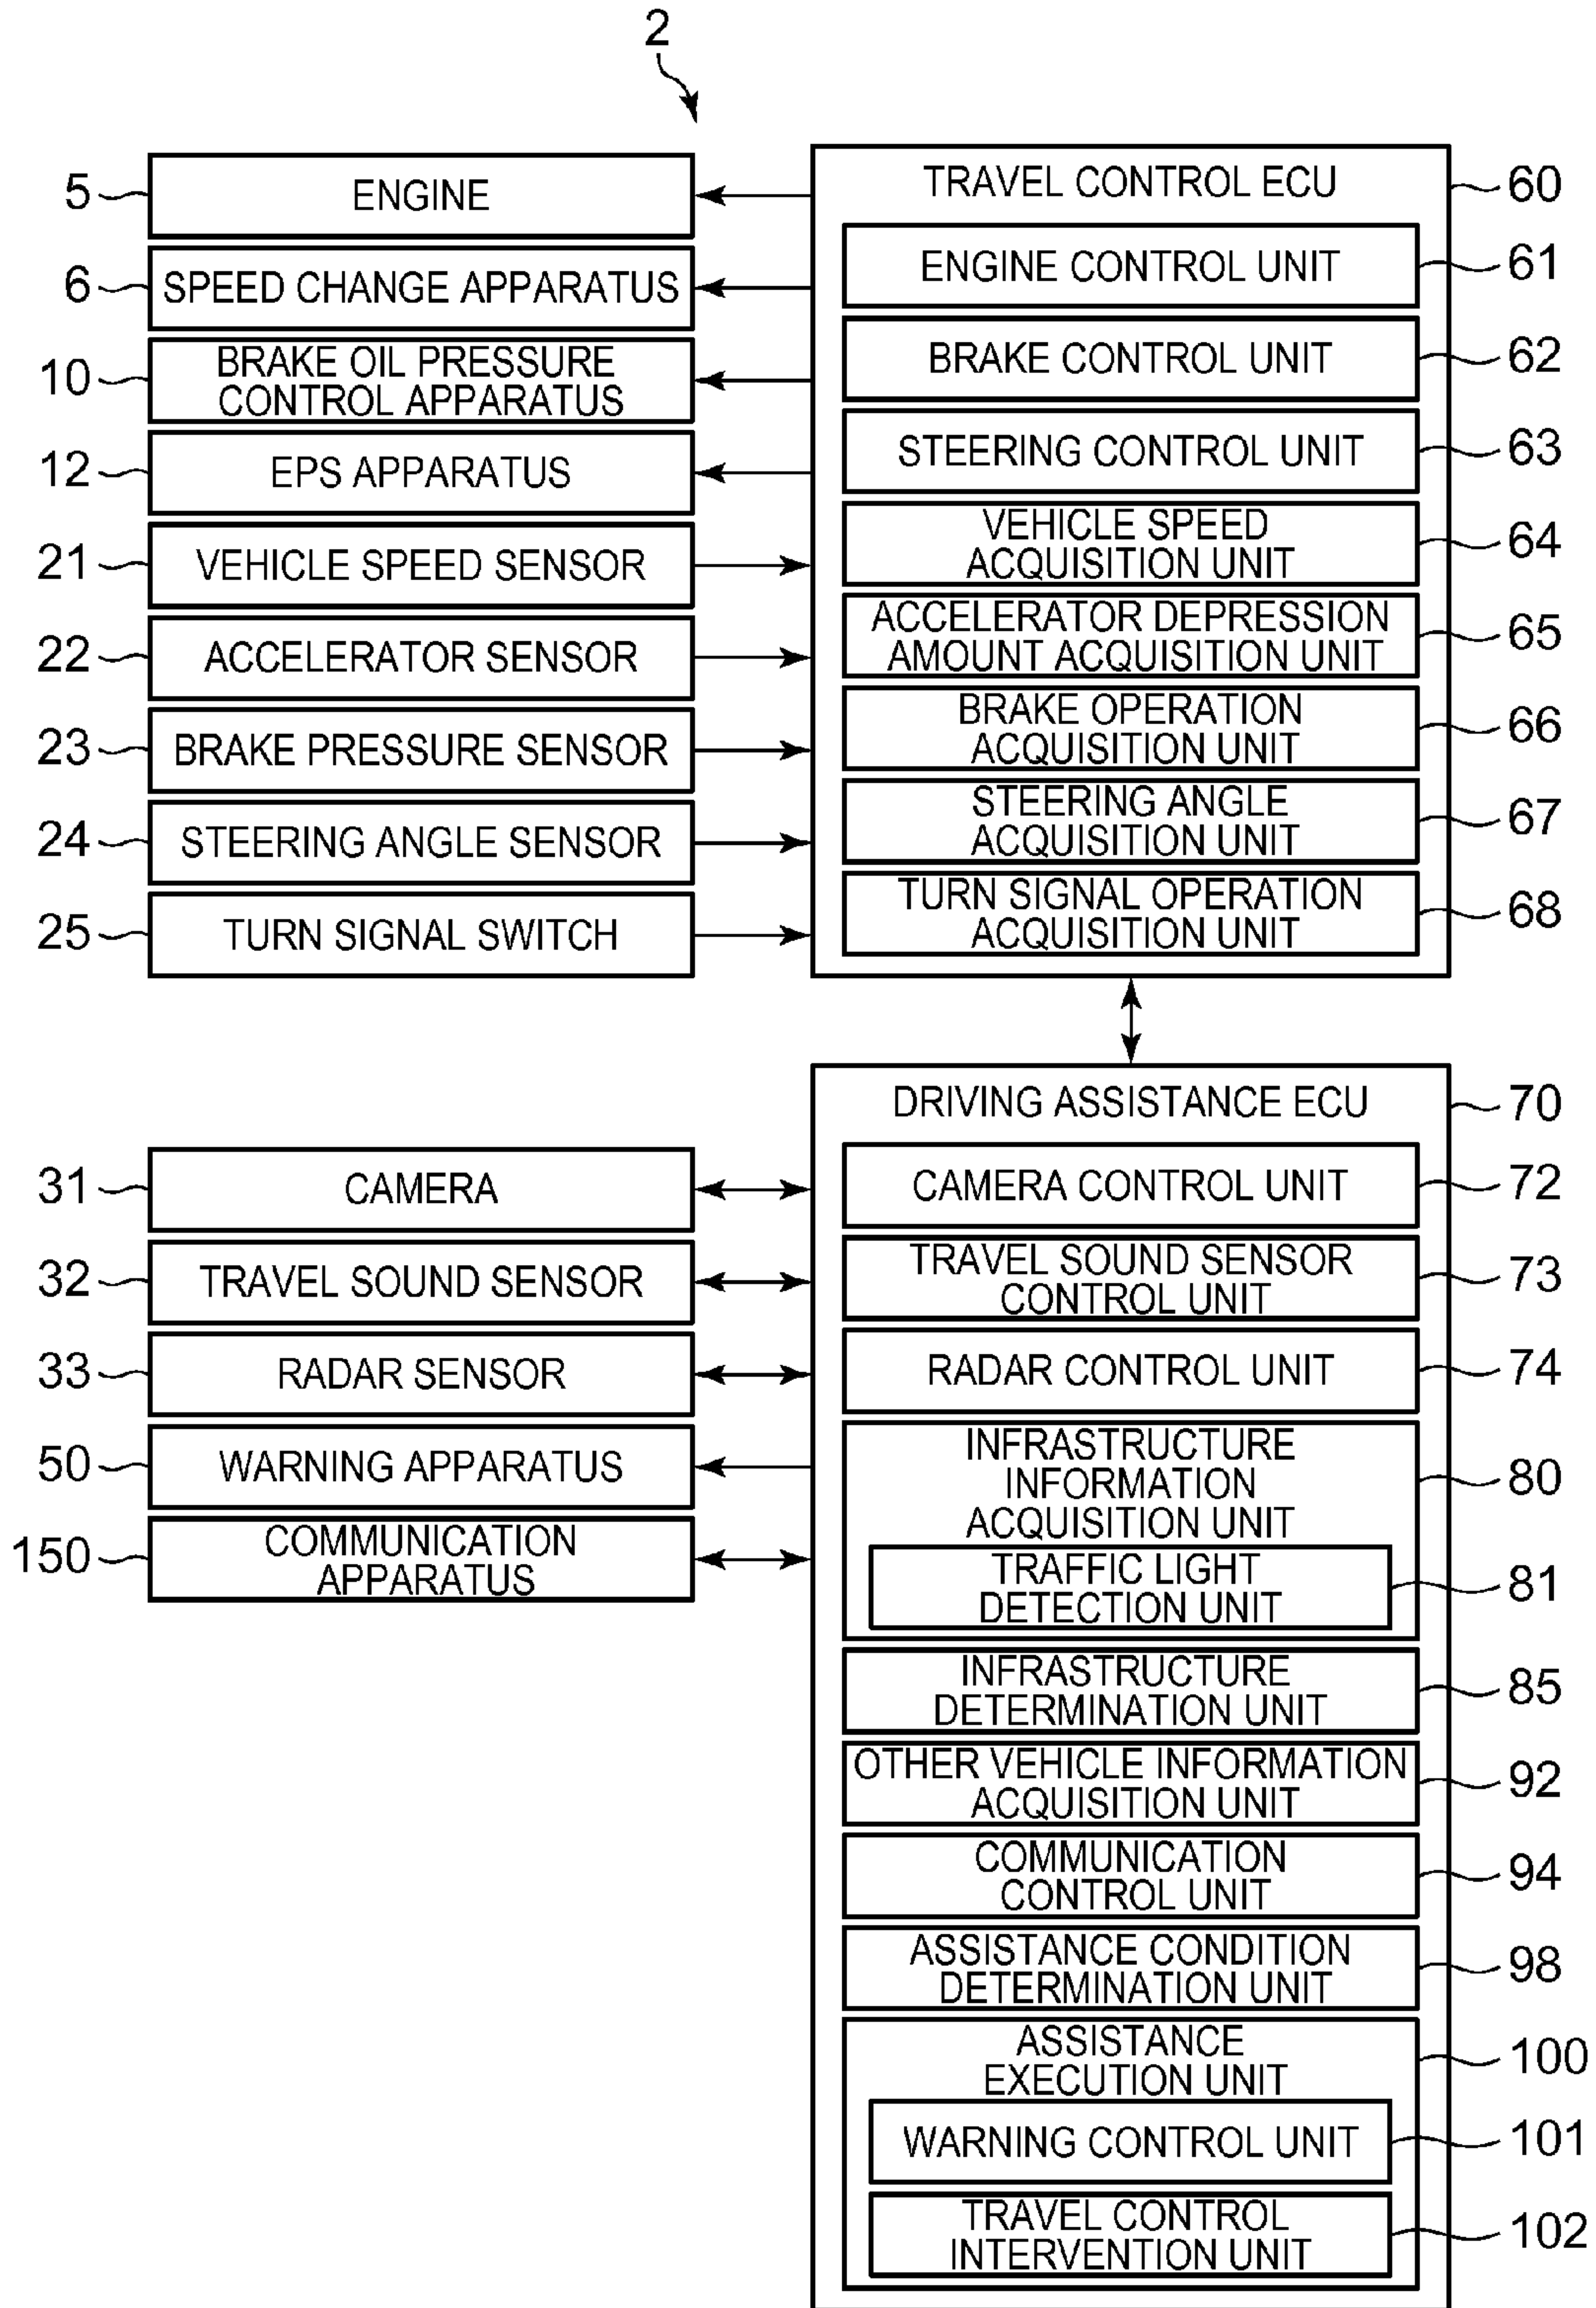 2
5
ENGINE
6
SPEED CHANGE APPARATUS
10
BRAKE OIL PRESSURE
CONTROL APPARATUS
12
EPS APPARATUS
21
VEHICLE SPEED SENSOR
22
ACCELERATOR SENSOR
23
BRAKE PRESSURE SENSOR
24
STEERING ANGLE SENSOR
25
TURN SIGNAL SWITCH
TRAVEL CONTROL ECU
60
ENGINE CONTROL UNIT
61
BRAKE CONTROL UNIT
62
STEERING CONTROL UNIT
63
VEHICLE SPEED
ACQUISITION UNIT
64
ACCELERATOR DEPRESSION
AMOUNT ACQUISITION UNIT
65
BRAKE OPERATION
ACQUISITION UNIT
66
STEERING ANGLE
ACQUISITION UNIT
67
TURN SIGNAL OPERATION
ACQUISITION UNIT
68
31
CAMERA
32
TRAVEL SOUND SENSOR
33
RADAR SENSOR
50
WARNING APPARATUS
150
COMMUNICATION
APPARATUS
DRIVING ASSISTANCE ECU
70
CAMERA CONTROL UNIT
72
TRAVEL SOUND SENSOR
CONTROL UNIT
73
RADAR CONTROL UNIT
74
INFRASTRUCTURE
INFORMATION
ACQUISITION UNIT
80
TRAFFIC LIGHT
DETECTION UNIT
81
INFRASTRUCTURE
DETERMINATION UNIT
85
OTHER VEHICLE INFORMATION
ACQUISITION UNIT
92
COMMUNICATION
CONTROL UNIT
94
ASSISTANCE CONDITION
DETERMINATION UNIT
98
ASSISTANCE
EXECUTION UNIT
100
WARNING CONTROL UNIT
101
TRAVEL CONTROL
INTERVENTION UNIT
102